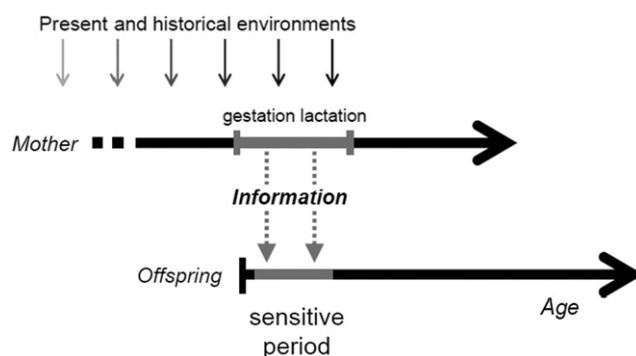 Present and historical environments
gestation lactation
Mother
Information
Offspring
Age
sensitive
period